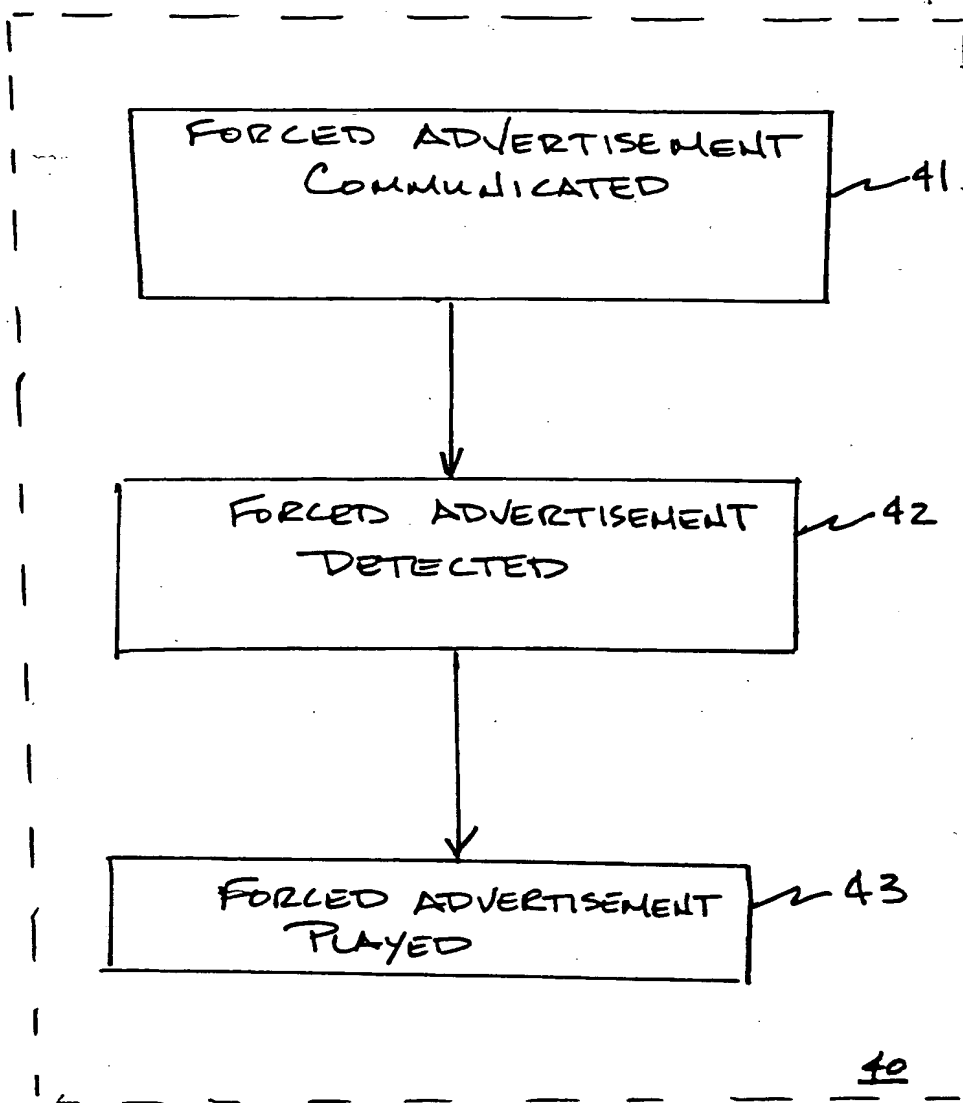 FORCED ADVERTISEMENT
COMMUNICATED
41
FORCED ADVERTISEMENT
DETECTED
42
FORCED ADVERTISEMENT
PLAYED
43
40